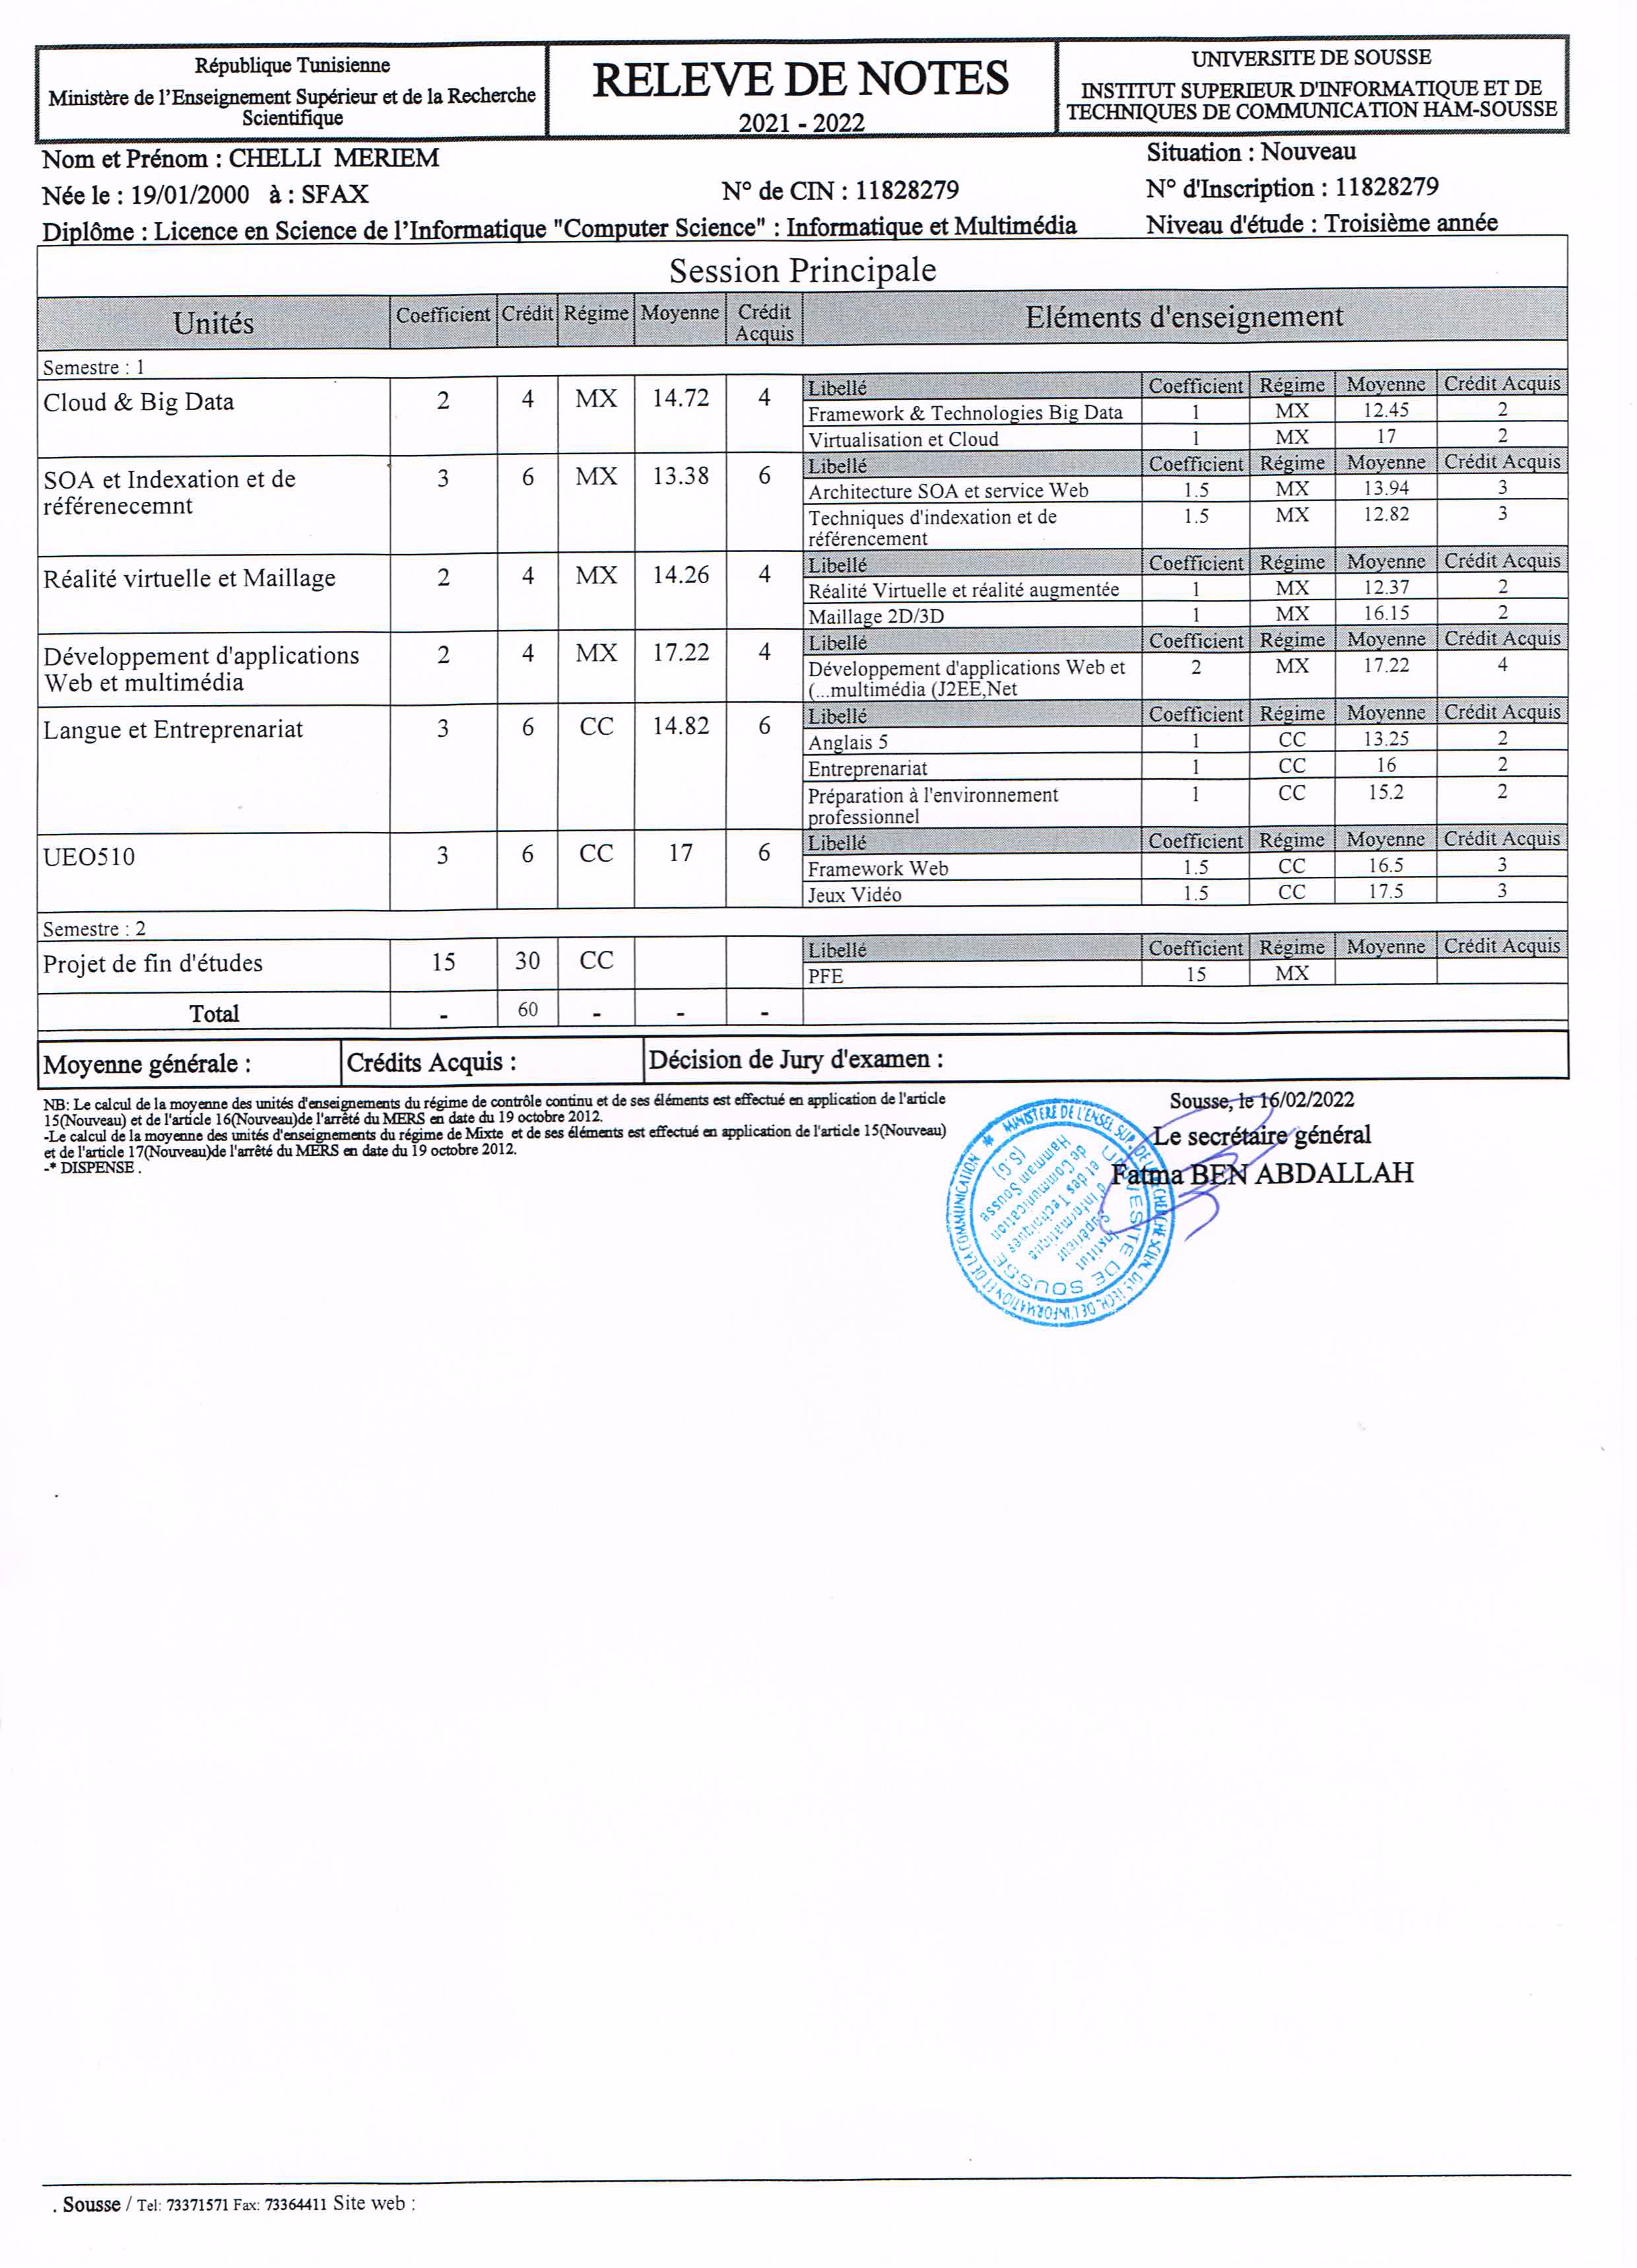 République Tunisienne
Ministère de l'Enseignement Supérieur et de la Recherche
Scientifique
RELEVE DE NOTES
2021 - 2022
UNIVERSITE DE SOUSSE
INSTITUT SUPERIEUR D'INFORMATIQUE ET DE
TECHNIQUES DE COMMUNICATION HAM-SOUSSE
Nom et Prénom : CHELLI MERIEM
Situation : Nouveau
Née le : 19/01/2000 à : SFAX
N° de CIN : 11828279
N° d'Inscription : 11828279
Diplôme : Licence en Science de l'Informatique "Computer Science" : Informatique et Multimédia
Niveau d'étude : Troisième année
Session Principale
Unités Coefficient Crédit Régime Moyenne Crédit Acquis Eléments d'enseignement
Semestre : 1
Cloud & Big Data 2 4 MX 14.72 4
Libellé Coefficient Régime Moyenne Crédit Acquis
Framework & Technologies Big Data 1 MX 12.45 2
Virtualisation et Cloud 1 MX 17 2
SOA et Indexation et de
référenecemnt 3 6 MX 13.38 6
Libellé Coefficient Régime Moyenne Crédit Acquis
Architecture SOA et service Web 1.5 MX 13.94 3
Techniques d'indexation et de
référencement 1.5 MX 12.82 3
Réalité virtuelle et Maillage 2 4 MX 14.26 4
Libellé Coefficient Régime Moyenne Crédit Acquis
Réalité Virtuelle et réalité augmentée 1 MX 12.37 2
Maillage 2D/3D 1 MX 16.15 2
Développement d'applications
Web et multimédia 2 4 MX 17.22 4
Libellé Coefficient Régime Moyenne Crédit Acquis
Développement d'applications Web et
(...multimédia (J2EE,Net 2 MX 17.22 4
Langue et Entreprenariat 3 6 CC 14.82 6
Libellé Coefficient Régime Moyenne Crédit Acquis
Anglais 5 1 CC 13.25 2
Entreprenariat 1 CC 16 2
Préparation à l'environnement
professionnel 1 CC 15.2 2
UEO510 3 6 CC 17 6
Libellé Coefficient Régime Moyenne Crédit Acquis
Framework Web 1.5 CC 16.5 3
Jeux Vidéo 1.5 CC 17.5 3
Semestre : 2
Projet de fin d'études 15 30 CC
Libellé Coefficient Régime Moyenne Crédit Acquis
PFE 15 MX
Total - 60 - - -
Moyenne générale :
Crédits Acquis :
Décision de Jury d'examen :
NB: Le calcul de la moyenne des unités d'enseignements du régime de contrôle continu et de ses éléments est effectué en application de l'article
15(Nouveau) et de l'article 16(Nouveau)de l'arrêté du MERS en date du 19 octobre 2012.
-Le calcul de la moyenne des unités d'enseignements du régime de Mixte et de ses éléments est effectué en application de l'article 15(Nouveau)
et de l'article 17(Nouveau)de l'arrêté du MERS en date du 19 octobre 2012.
-* DISPENSE .
Sousse, le 16/02/2022
Le secrétaire général
Fatma BEN ABDALLAH
Institut
Supérieur
d'Informatique
et des Techniques
de Communication
Hammam Sousse
(S.G)
. Sousse / Tel: 73371571 Fax: 73364411 Site web :